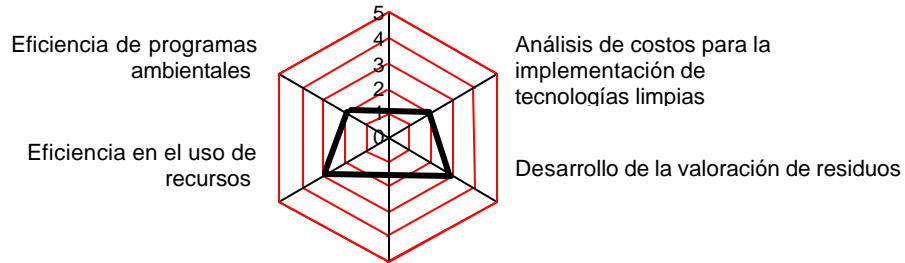 5
4
3
2
1
0
Eficiencia de programas
ambientales
Análisis de costos para la
implementación de
tecnologías limpias
Eficiencia en el uso de
recursos
Desarrollo de la valoración de residuos